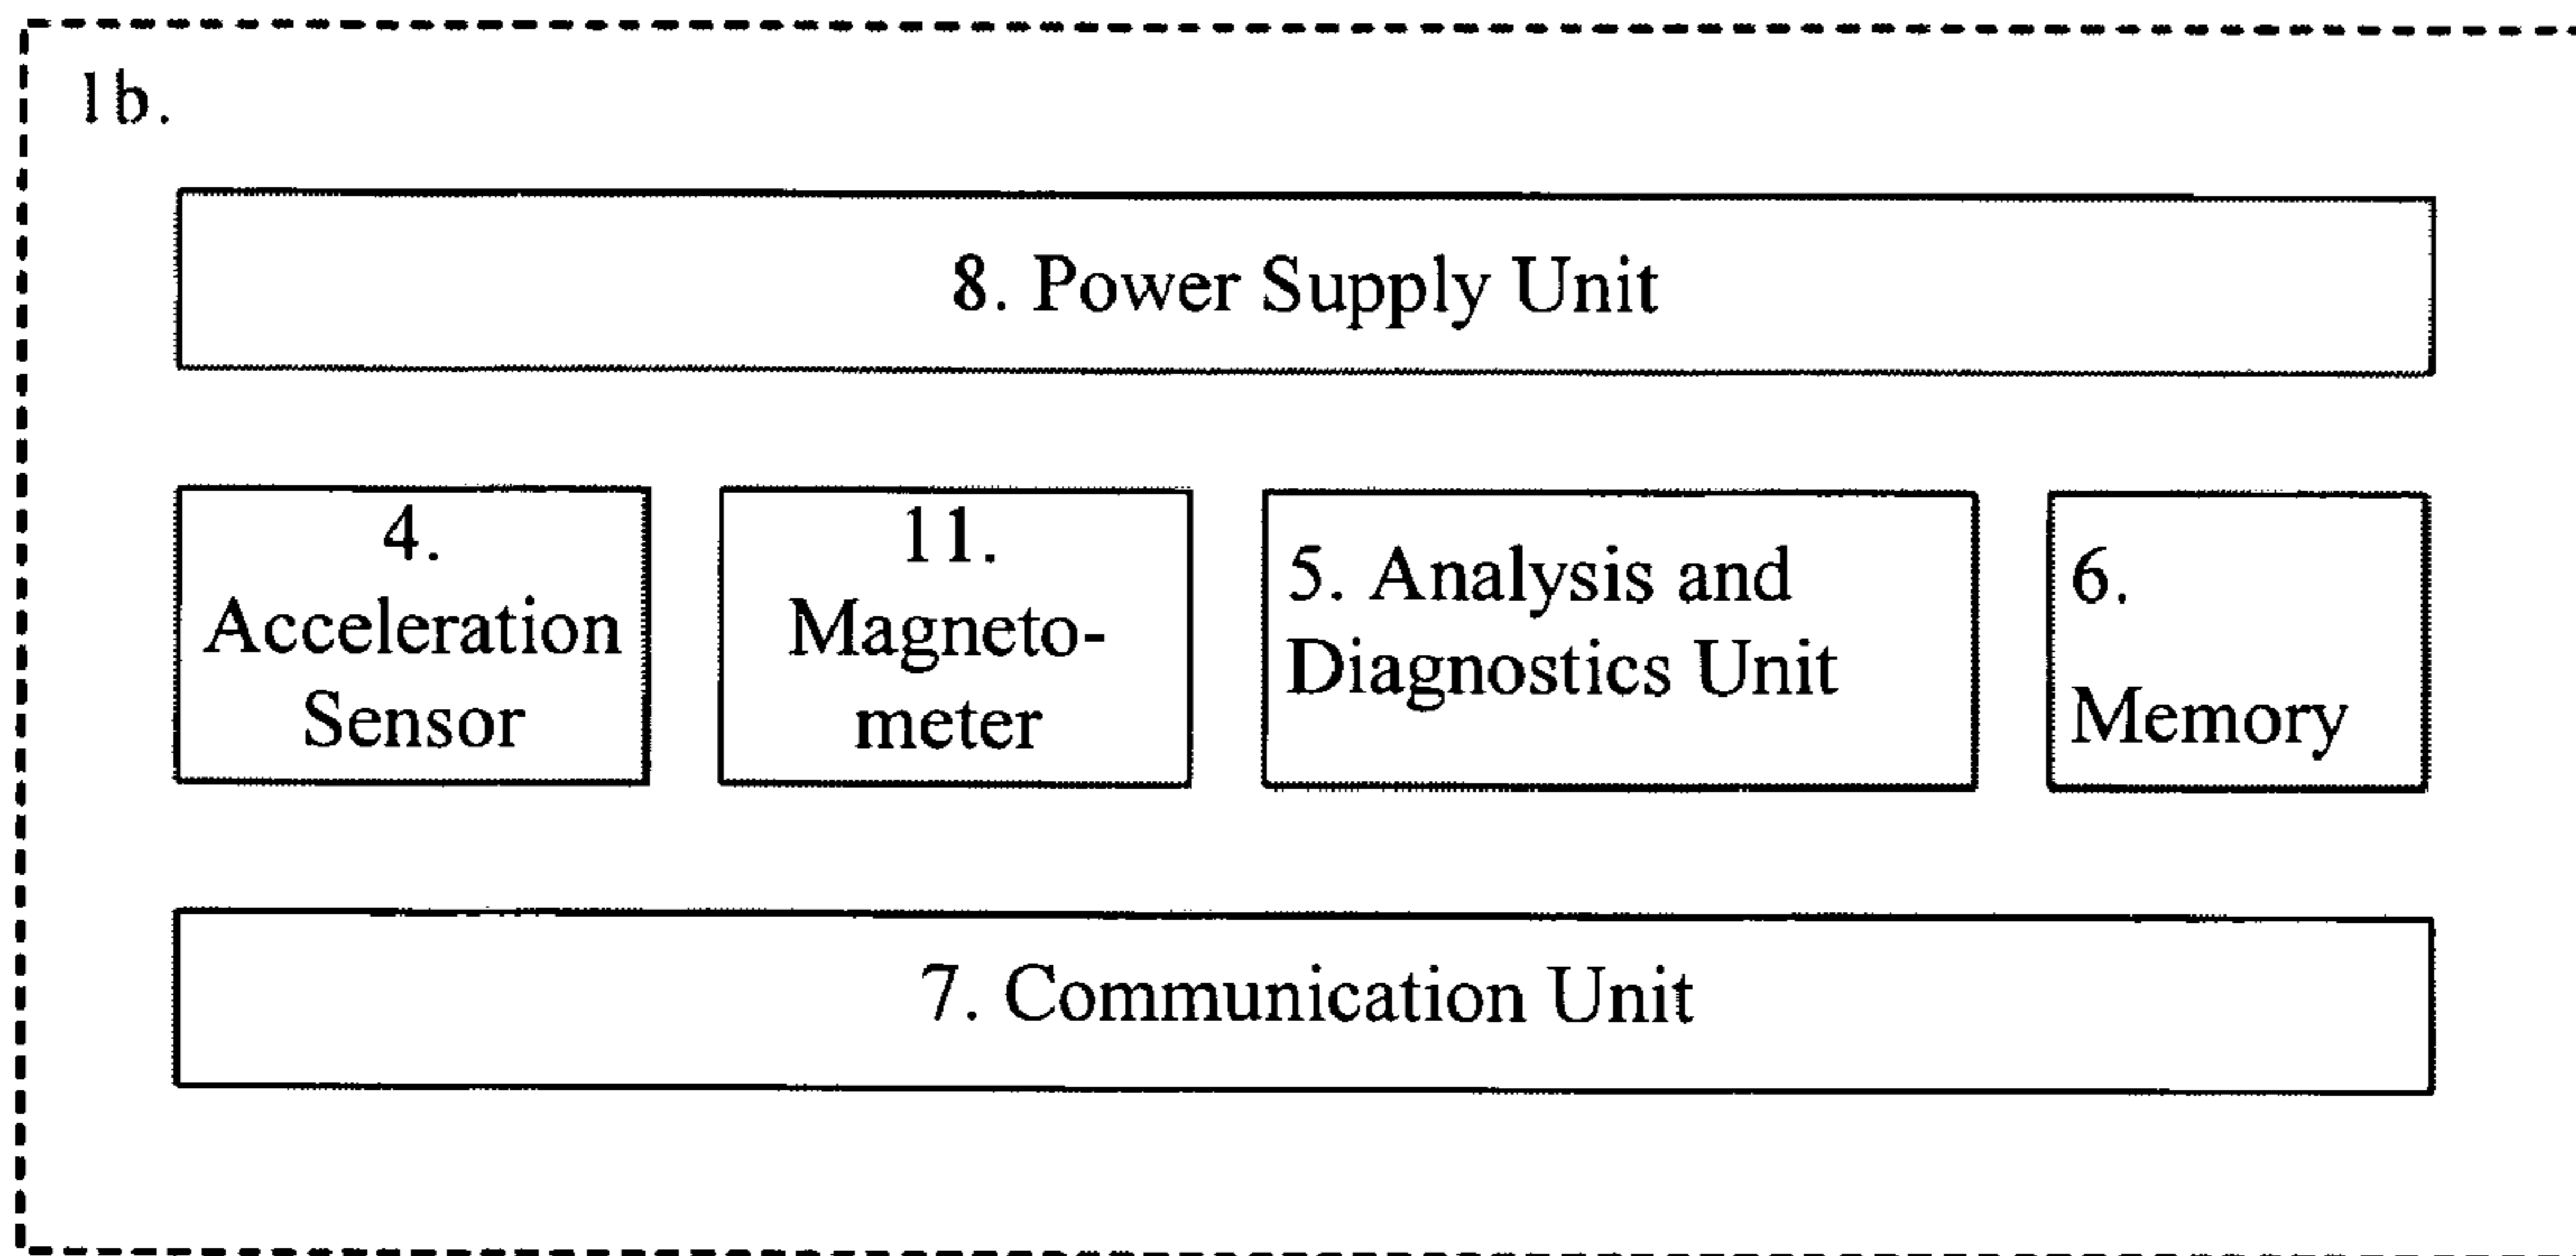 1b.
8. Power Supply Unit
4.
Acceleration
Sensor
11.
Magneto-
meter
5. Analysis and
Diagnostics Unit
6.
Memory
7. Communication Unit